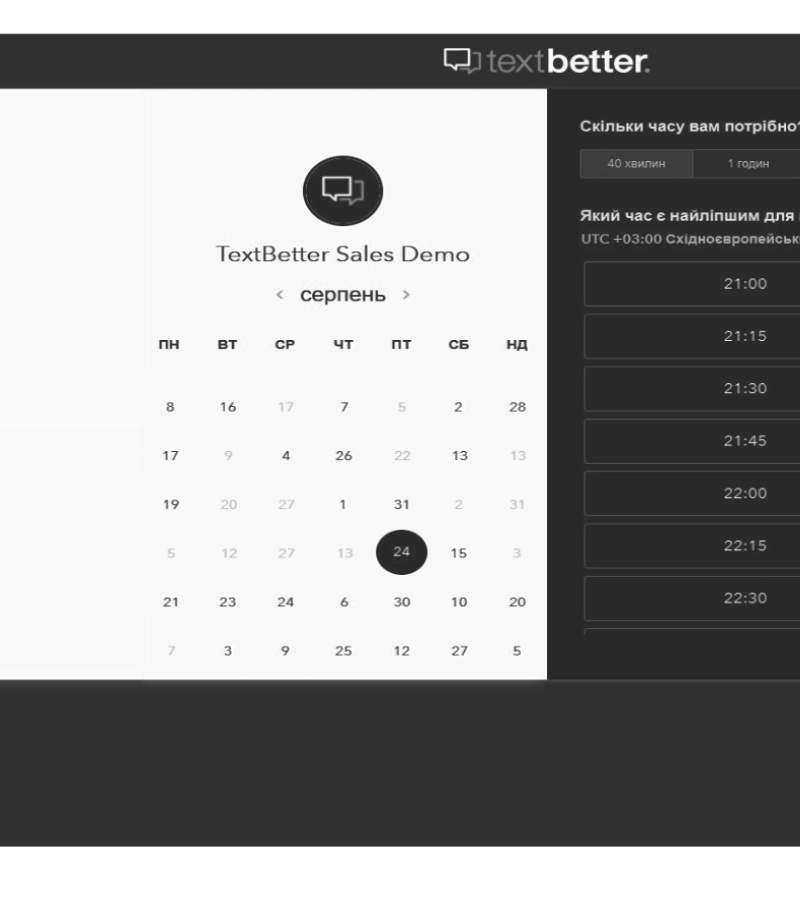 textbetter.
TextBetter Sales Demo
< серпень >
ПН ВТ СР ЧТ ПТ СБ НД
8 16 17 7 5 2 28
17 9 4 26 22 13 13
19 20 27 1 31 2 31
5 12 27 13 24 15 3
21 23 24 6 30 10 20
7 3 9 25 12 27 5
Скільки часу вам потрібно?
40 хвилин 1 годин
Який час є найліпшим для
UTC +03:00
21:00
21:15
21:30
21:45
22:00
22:15
22:30